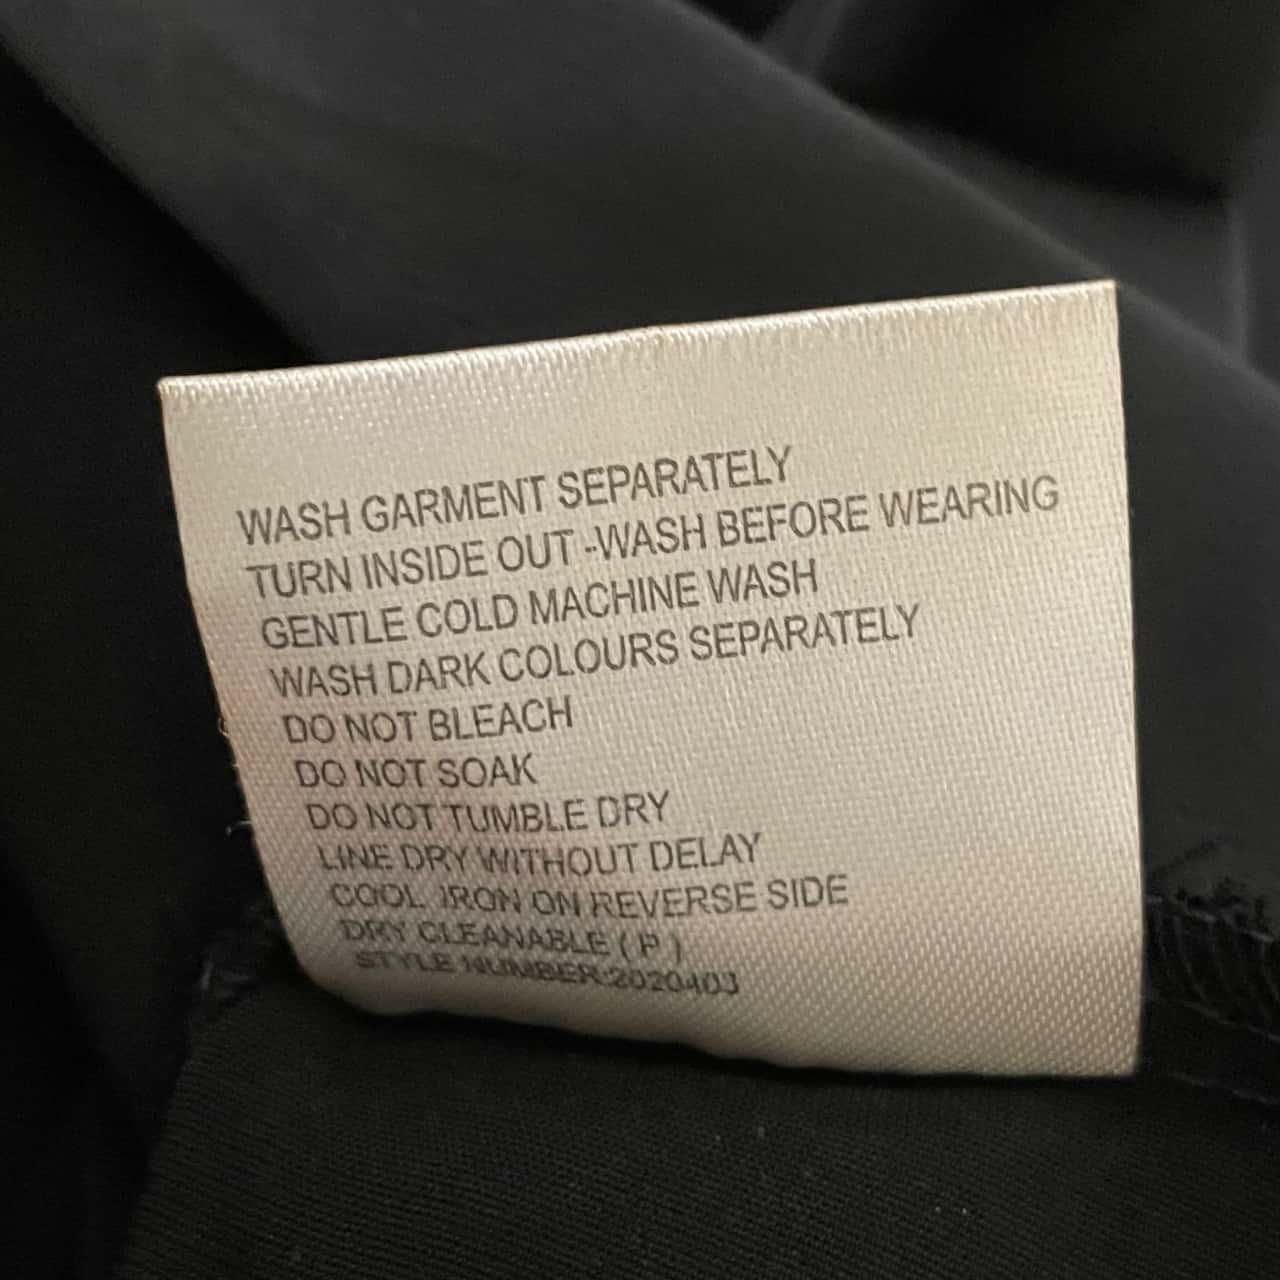 WASH GARMENT SEPARATELY
TURN INSIDE OUT -WASH BEFORE WEARING
GENTLE COLD MACHINE WASH
WASH DARK COLOURS SEPARATELY
DO NOT BLEACH
DO NOT SOAK
DO NOT TUMBLE DRY
LINE DRY WITHOUT DELAY
COOL IRON ON REVERSE SIDE
DRY CLEANABLE ( P )
STYLE NUMBER: